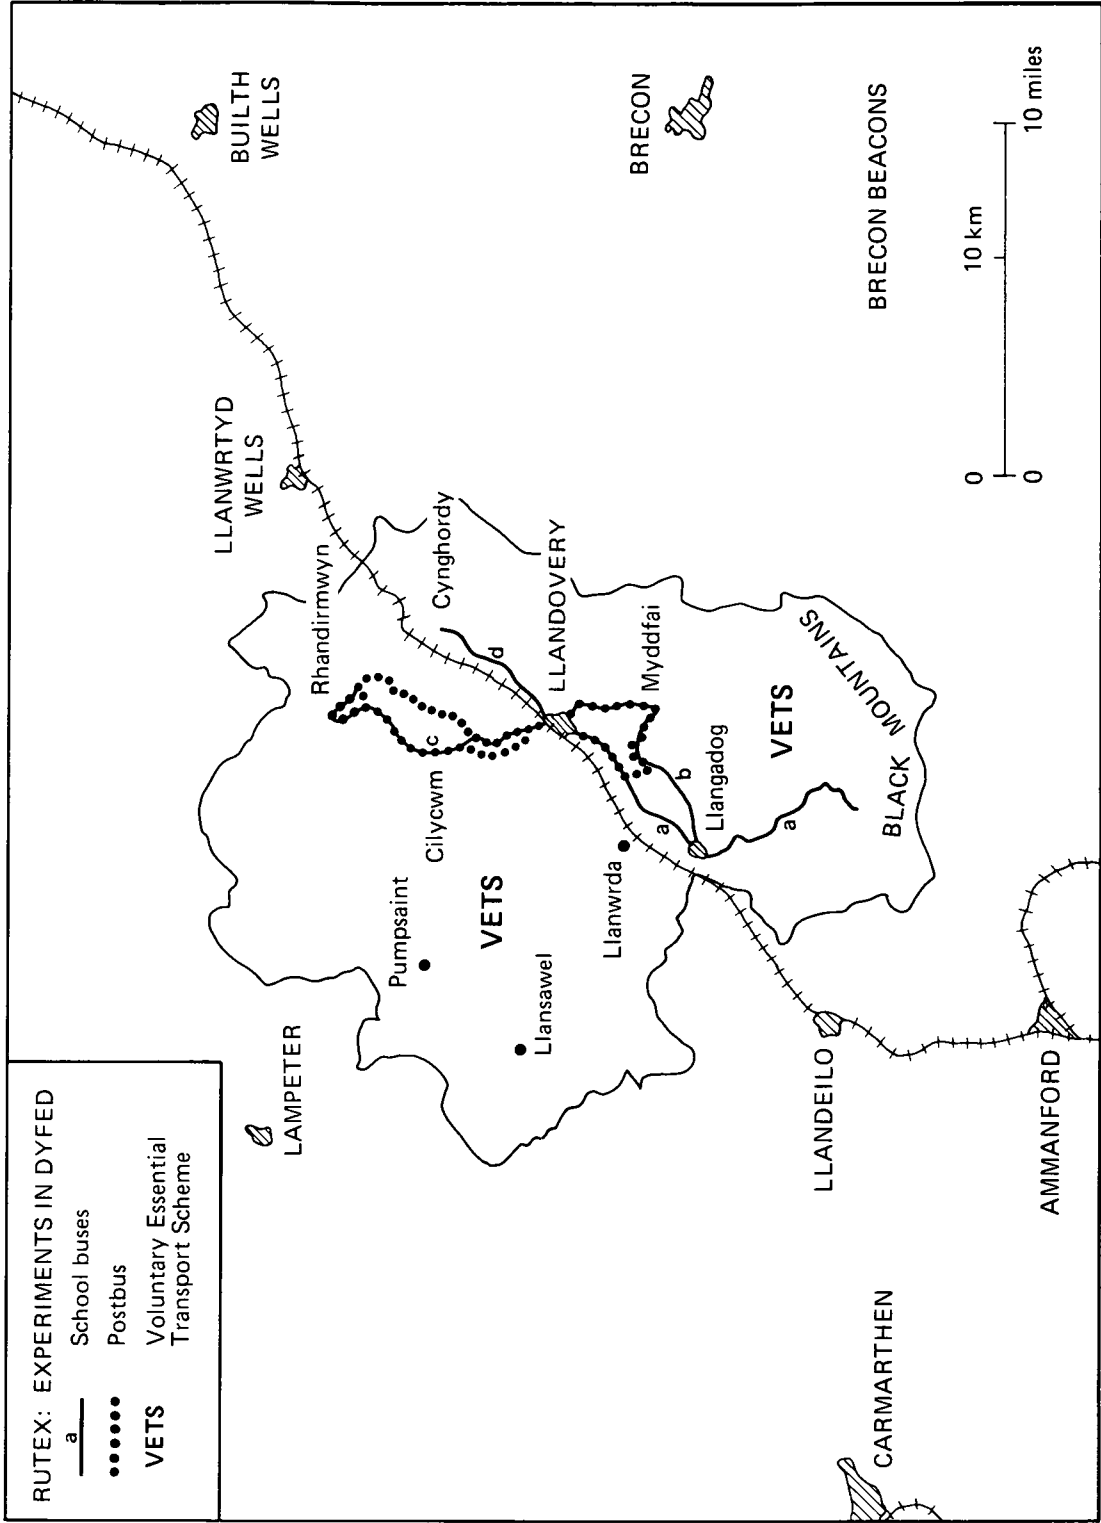 RUTEX: EXPERIMENTS IN DYFED
a
School buses
Postbus
VETS
Voluntary Essential
Transport Scheme
BUILTH
WELLS
LLANWRTYD
WELLS
LAMPETER
Rhandirmwyn
Cynghordy
Pumpsaint
Cilycwm
c
d
VETS
LLANDOVERY
Llansawel
Llanwrda
Myddfai
BRECON
a
b
Llangadog
a
VETS
BLACK MOUNTAINS
BRECON BEACONS
LLANDEILO
CARMARTHEN
AMMANFORD
0
10 km
0
10 miles